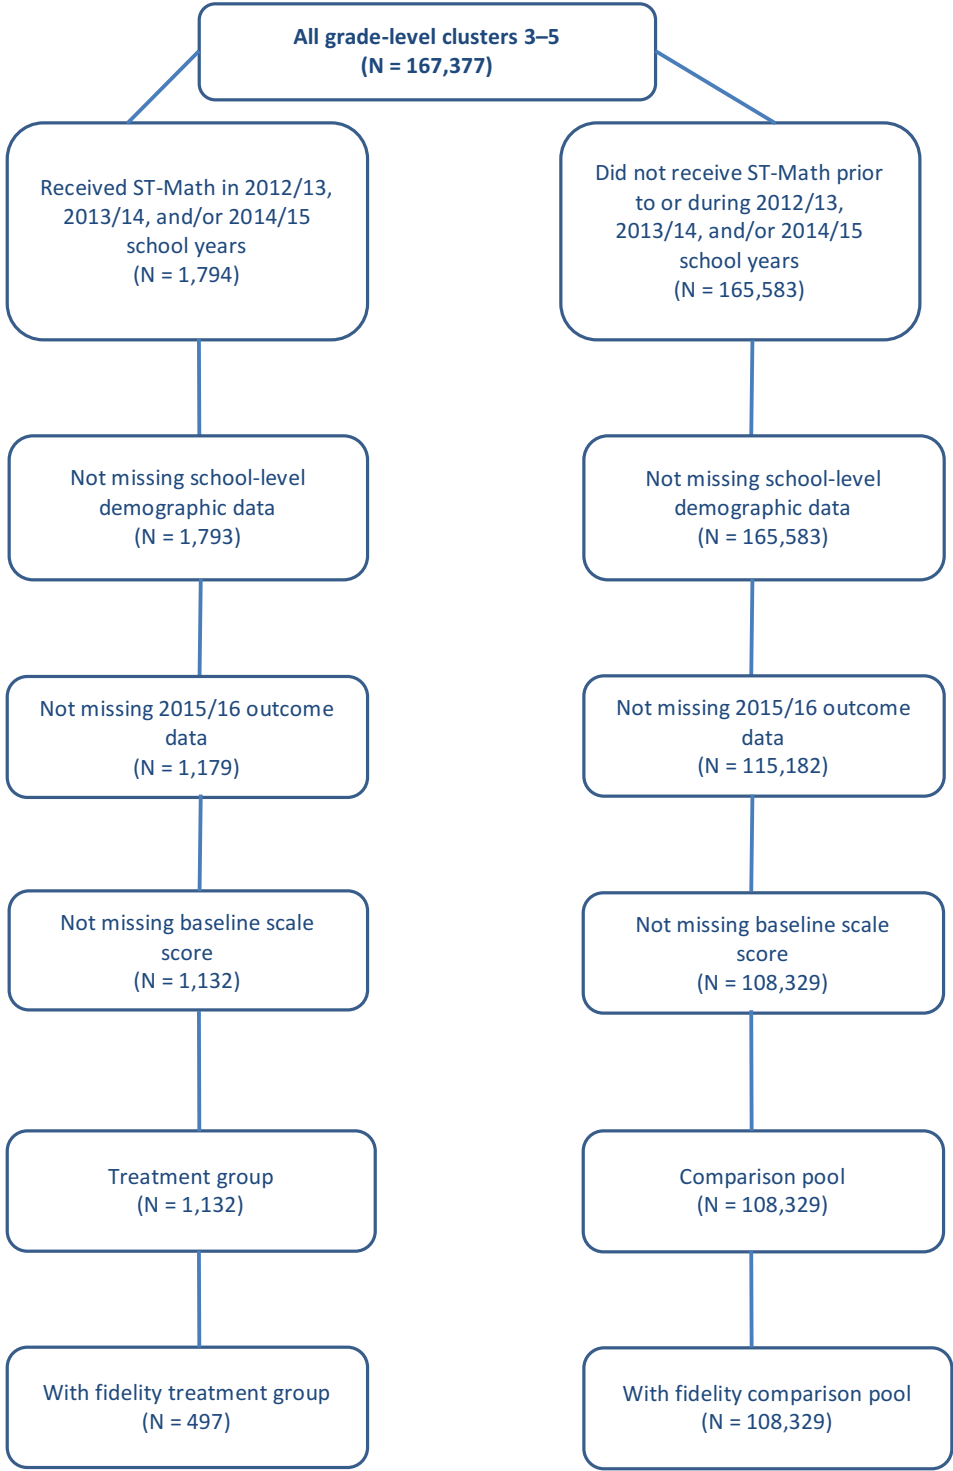 All grade-level clusters 3–5
(N = 167,377)
Received ST-Math in 2012/13,
2013/14, and/or 2014/15
school years
(N = 1,794)
Did not receive ST-Math prior
to or during 2012/13,
2013/14, and/or 2014/15
school years
(N = 165,583)
Not missing school-level
demographic data
(N = 1,793)
Not missing school-level
demographic data
(N = 165,583)
Not missing 2015/16 outcome
data
(N = 1,179)
Not missing 2015/16 outcome
data
(N = 115,182)
Not missing baseline scale
score
(N = 1,132)
Not missing baseline scale
score
(N = 108,329)
Treatment group
(N = 1,132)
Comparison pool
(N = 108,329)
With fidelity treatment group
(N = 497)
With fidelity comparison pool
(N = 108,329)